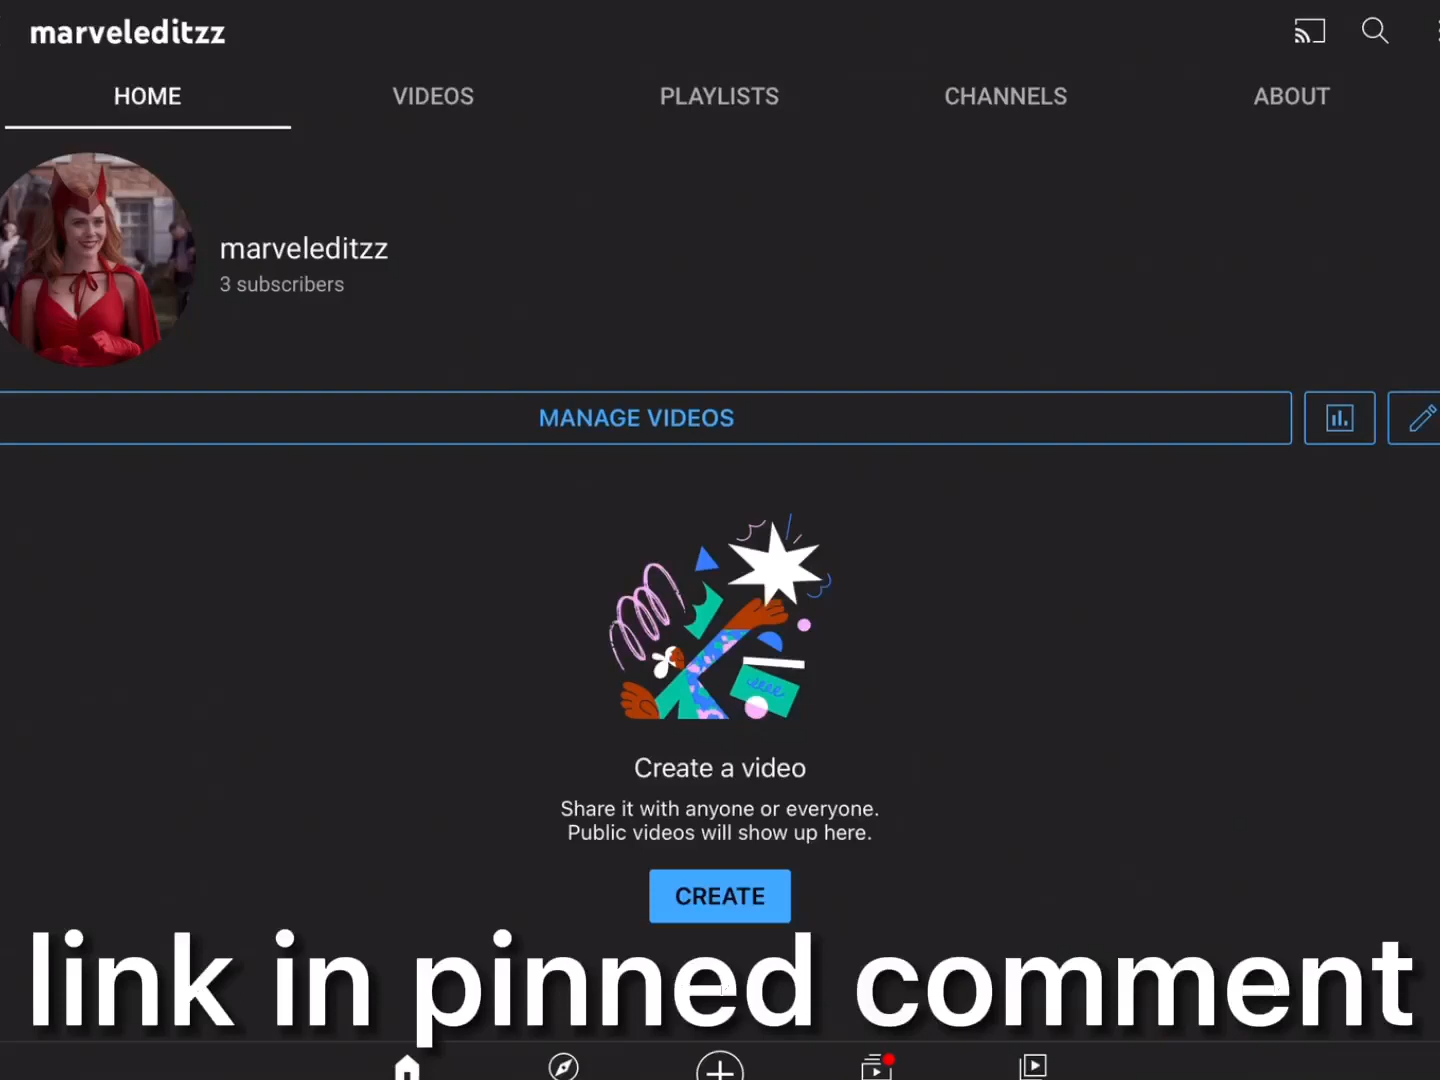 marveleditzz
HOME VIDEOS PLAYLISTS CHANNELS ABOUT
marveleditzz
3 subscribers
MANAGE VIDEOS
Create a video
Share it with anyone or everyone.
Public videos will show up here.
CREATE
link in pinned comment